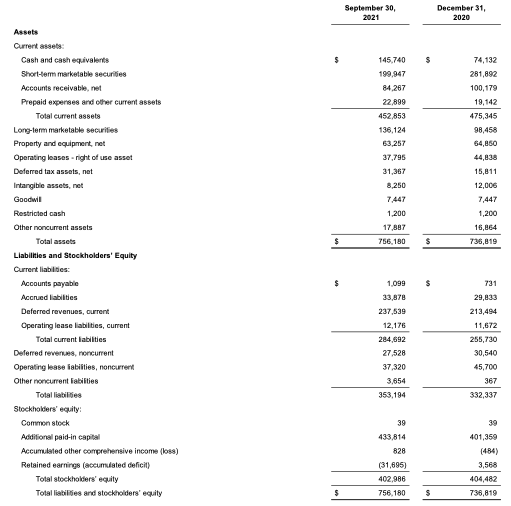 September 30, 2021 December 31, 2020
Assets
Current assets:
Cash and cash equivalents $ 145,740 $ 74,132
Short-term marketable securities 199,947 281,892
Accounts receivable, net 84,267 100,179
Prepaid expenses and other current assets 22,899 19,142
Total current assets 452,853 475,345
Long-term marketable securities 136,124 98,458
Property and equipment, net 63,257 64,850
Operating leases - right of use asset 37,795 44,838
Deferred tax assets, net 31,367 15,811
Intangible assets, net 8,250 12,006
Goodwill 7,447 7,447
Restricted cash 1,200 1,200
Other noncurrent assets 17,887 16,864
Total assets $ 756,180 $ 736,819
Liabilities and Stockholders' Equity
Current liabilities:
Accounts payable $ 1,099 $ 731
Accrued liabilities 33,878 29,833
Deferred revenues, current 237,539 213,494
Operating lease liabilities, current 12,176 11,672
Total current liabilities 284,692 255,730
Deferred revenues, noncurrent 27,528 30,540
Operating lease liabilities, noncurrent 37,320 45,700
Other noncurrent liabilities 3,654 367
Total liabilities 353,194 332,337
Stockholders' equity:
Common stock 39 39
Additional paid-in capital 433,814 401,359
Accumulated other comprehensive income (loss) 828 (484)
Retained earnings (accumulated deficit) (31,695) 3,568
Total stockholders' equity 402,986 404,482
Total liabilities and stockholders' equity $ 756,180 $ 736,819